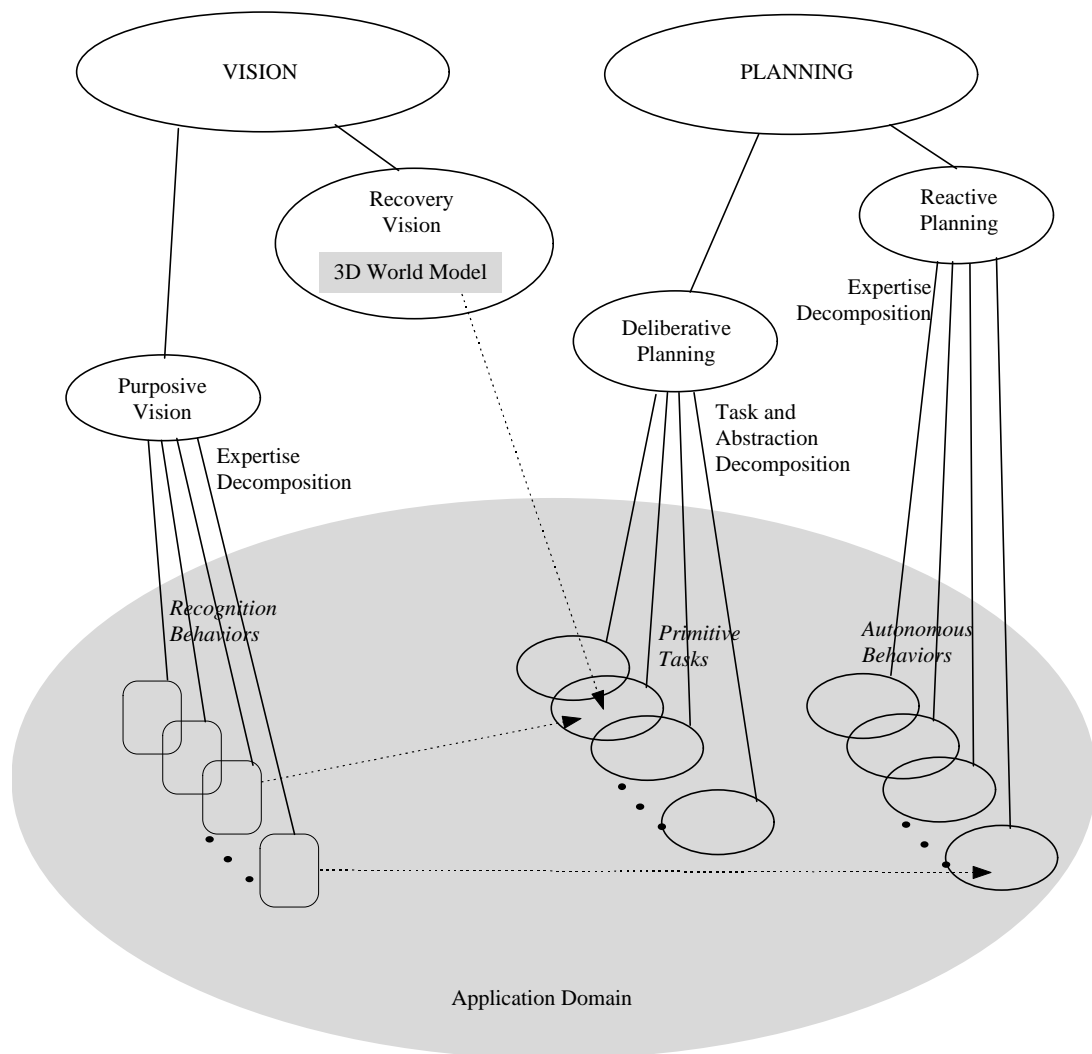 VISION
PLANNING
Recovery
Vision
3D World Model
Reactive
Planning
Expertise
Decomposition
Deliberative
Planning
Purposive
Vision
Task and
Abstraction
Decomposition
Expertise
Decomposition
Recognition
Behaviors
Primitive
Tasks
Autonomous
Behaviors
Application Domain